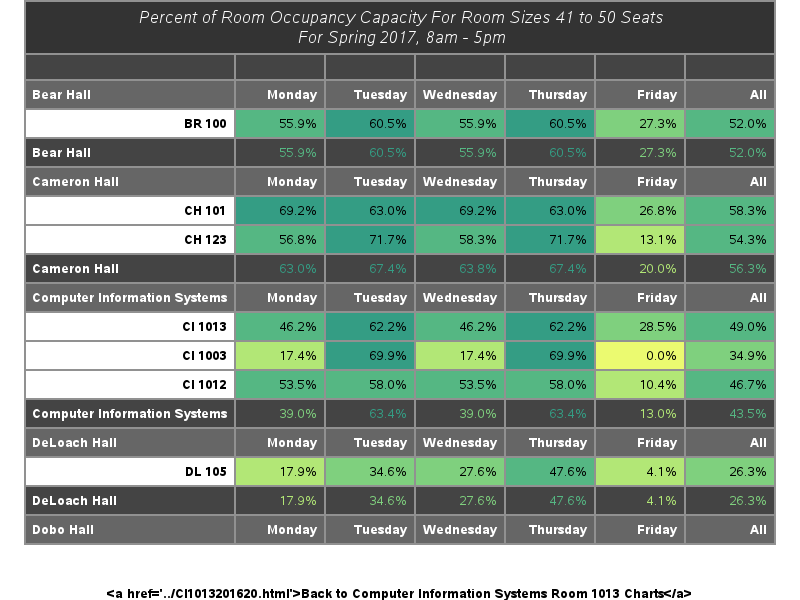 Percent of Room Occupancy Capacity For Room Sizes 41 to 50 Seats
For Spring 2017, 8am - 5pm
Bear Hall Monday Tuesday Wednesday Thursday Friday All
BR 100 55.9% 60.5% 55.9% 60.5% 27.3% 52.0%
Bear Hall 55.9% 60.5% 55.9% 60.5% 27.3% 52.0%
Cameron Hall Monday Tuesday Wednesday Thursday Friday All
CH 101 69.2% 63.0% 69.2% 63.0% 26.8% 58.3%
CH 123 56.8% 71.7% 58.3% 71.7% 13.1% 54.3%
Cameron Hall 63.0% 67.4% 63.8% 67.4% 20.0% 56.3%
Computer Information Systems Monday Tuesday Wednesday Thursday Friday All
CI 1013 46.2% 62.2% 46.2% 62.2% 28.5% 49.0%
CI 1003 17.4% 69.9% 17.4% 69.9% 0.0% 34.9%
CI 1012 53.5% 58.0% 53.5% 58.0% 10.4% 46.7%
Computer Information Systems 39.0% 63.4% 39.0% 63.4% 13.0% 43.5%
DeLoach Hall Monday Tuesday Wednesday Thursday Friday All
DL 105 17.9% 34.6% 27.6% 47.6% 4.1% 26.3%
DeLoach Hall 17.9% 34.6% 27.6% 47.6% 4.1% 26.3%
Dobo Hall Monday Tuesday Wednesday Thursday Friday All
&lt;a href='../CI1013201620.html'&gt;Back to Computer Information Systems Room 1013 Charts&lt;/a&gt;